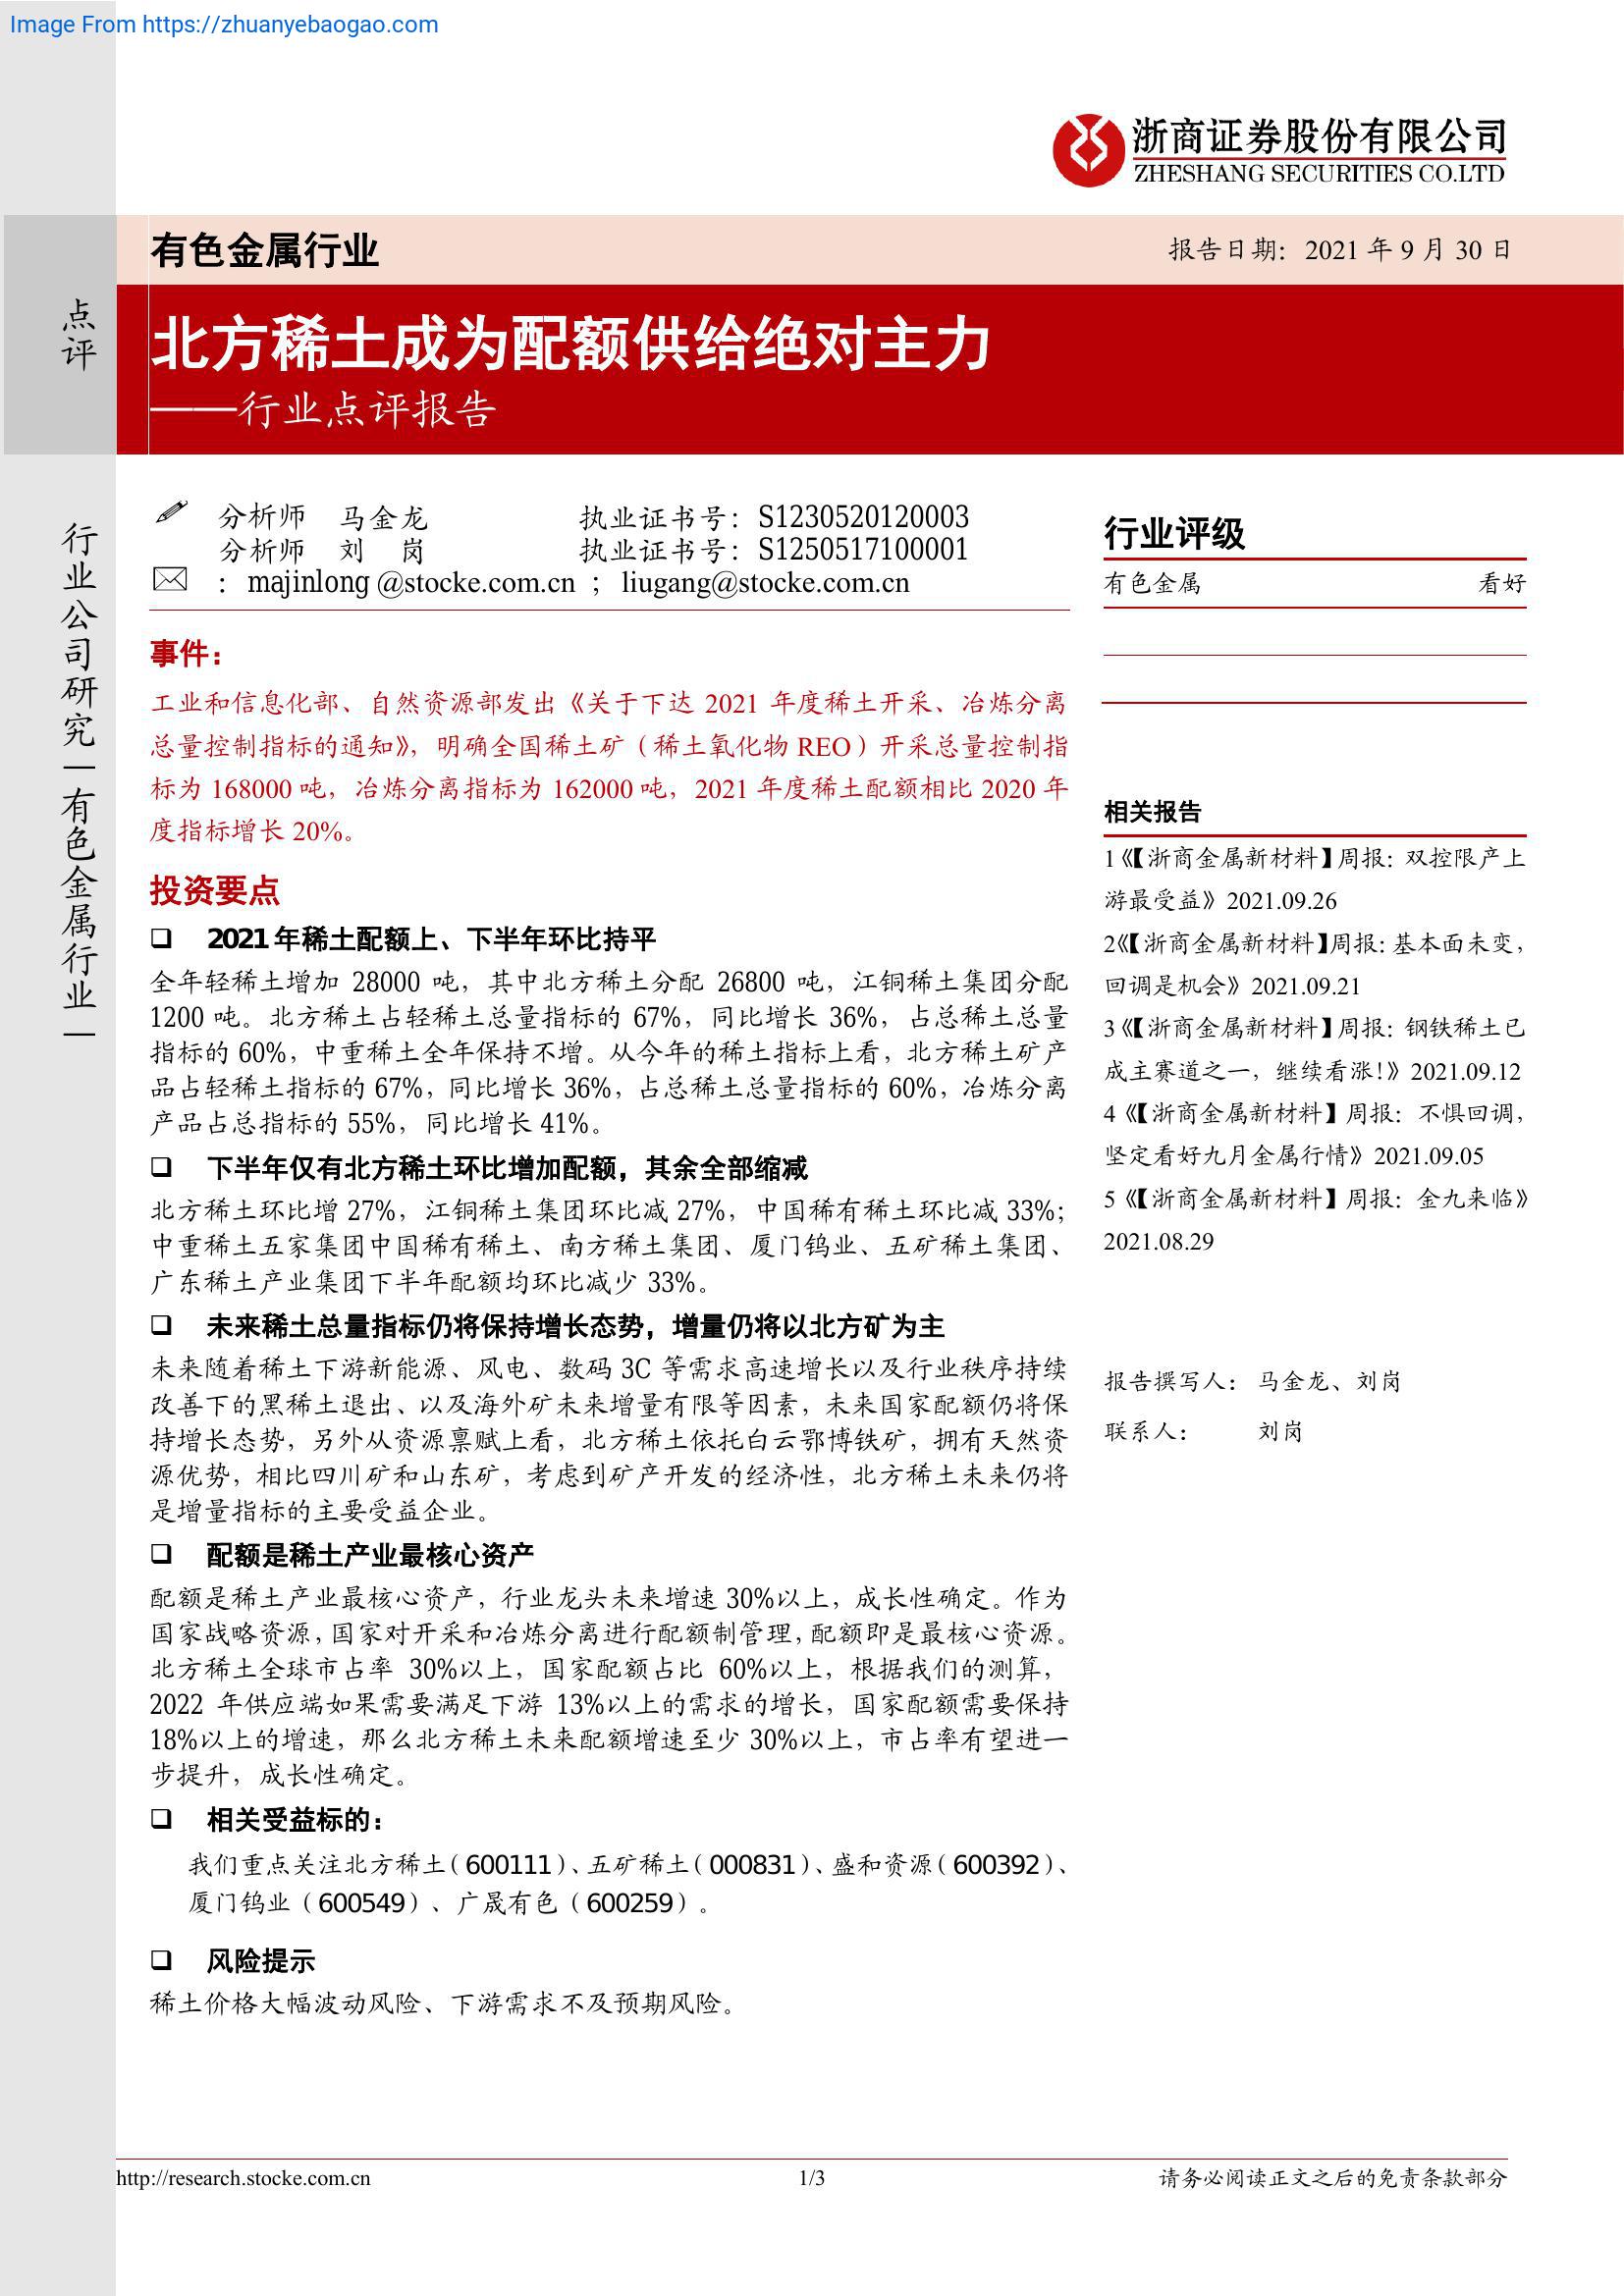 Image From https://zhuanyebaogao.com
浙商证券股份有限公司
ZHESHANG SECURITIES CO.LTD
点评
有色金属行业
报告日期：2021 年 9 月 30 日
北方稀土成为配额供给绝对主力
——行业点评报告
行业公司研究—有色金属行业—
分析师 马金龙 执业证书号：S1230520120003
分析师 刘 岗 执业证书号：S1250517100001
： majinlong @stocke.com.cn ； liugang@stocke.com.cn
事件：
工业和信息化部、自然资源部发出《关于下达 2021 年度稀土开采、冶炼分离
总量控制指标的通知》，明确全国稀土矿（稀土氧化物 REO）开采总量控制指
标为 168000 吨，冶炼分离指标为 162000 吨，2021 年度稀土配额相比 2020 年
度指标增长 20%。
投资要点
❑ 2021 年稀土配额上、下半年环比持平
全年轻稀土增加 28000 吨，其中北方稀土分配 26800 吨，江铜稀土集团分配
1200 吨。北方稀土占轻稀土总量指标的 67%，同比增长 36%，占总稀土总量
指标的 60%，中重稀土全年保持不增。从今年的稀土指标上看，北方稀土矿产
品占轻稀土指标的 67%，同比增长 36%，占总稀土总量指标的 60%，冶炼分离
产品占总指标的 55%，同比增长 41%。
❑ 下半年仅有北方稀土环比增加配额，其余全部缩减
北方稀土环比增 27%，江铜稀土集团环比减 27%，中国稀有稀土环比减 33%；
中重稀土五家集团中国稀有稀土、南方稀土集团、厦门钨业、五矿稀土集团、
广东稀土产业集团下半年配额均环比减少 33%。
❑ 未来稀土总量指标仍将保持增长态势，增量仍将以北方矿为主
未来随着稀土下游新能源、风电、数码 3C 等需求高速增长以及行业秩序持续
改善下的黑稀土退出、以及海外矿未来增量有限等因素，未来国家配额仍将保
持增长态势，另外从资源禀赋上看，北方稀土依托白云鄂博铁矿，拥有天然资
源优势，相比四川矿和山东矿，考虑到矿产开发的经济性，北方稀土未来仍将
是增量指标的主要受益企业。
❑ 配额是稀土产业最核心资产
配额是稀土产业最核心资产，行业龙头未来增速 30%以上，成长性确定。作为
国家战略资源，国家对开采和冶炼分离进行配额制管理，配额即是最核心资源。
北方稀土全球市占率 30%以上，国家配额占比 60%以上，根据我们的测算，
2022 年供应端如果需要满足下游 13%以上的需求的增长，国家配额需要保持
18%以上的增速，那么北方稀土未来配额增速至少 30%以上，市占率有望进一
步提升，成长性确定。
❑ 相关受益标的：
我们重点关注北方稀土（600111）、五矿稀土（000831）、盛和资源（600392）、
厦门钨业（600549）、广晟有色（600259）。
❑ 风险提示
稀土价格大幅波动风险、下游需求不及预期风险。
行业评级
有色金属 看好
相关报告
1《【浙商金属新材料】周报：双控限产上
游最受益》2021.09.26
2《【浙商金属新材料】周报：基本面未变，
回调是机会》2021.09.21
3《【浙商金属新材料】周报：钢铁稀土已
成主赛道之一，继续看涨！》2021.09.12
4《【浙商金属新材料】周报：不惧回调，
坚定看好九月金属行情》2021.09.05
5《【浙商金属新材料】周报：金九来临》
2021.08.29
报告撰写人： 马金龙、刘岗
联系人： 刘岗
http://research.stocke.com.cn
1/3
请务必阅读正文之后的免责条款部分